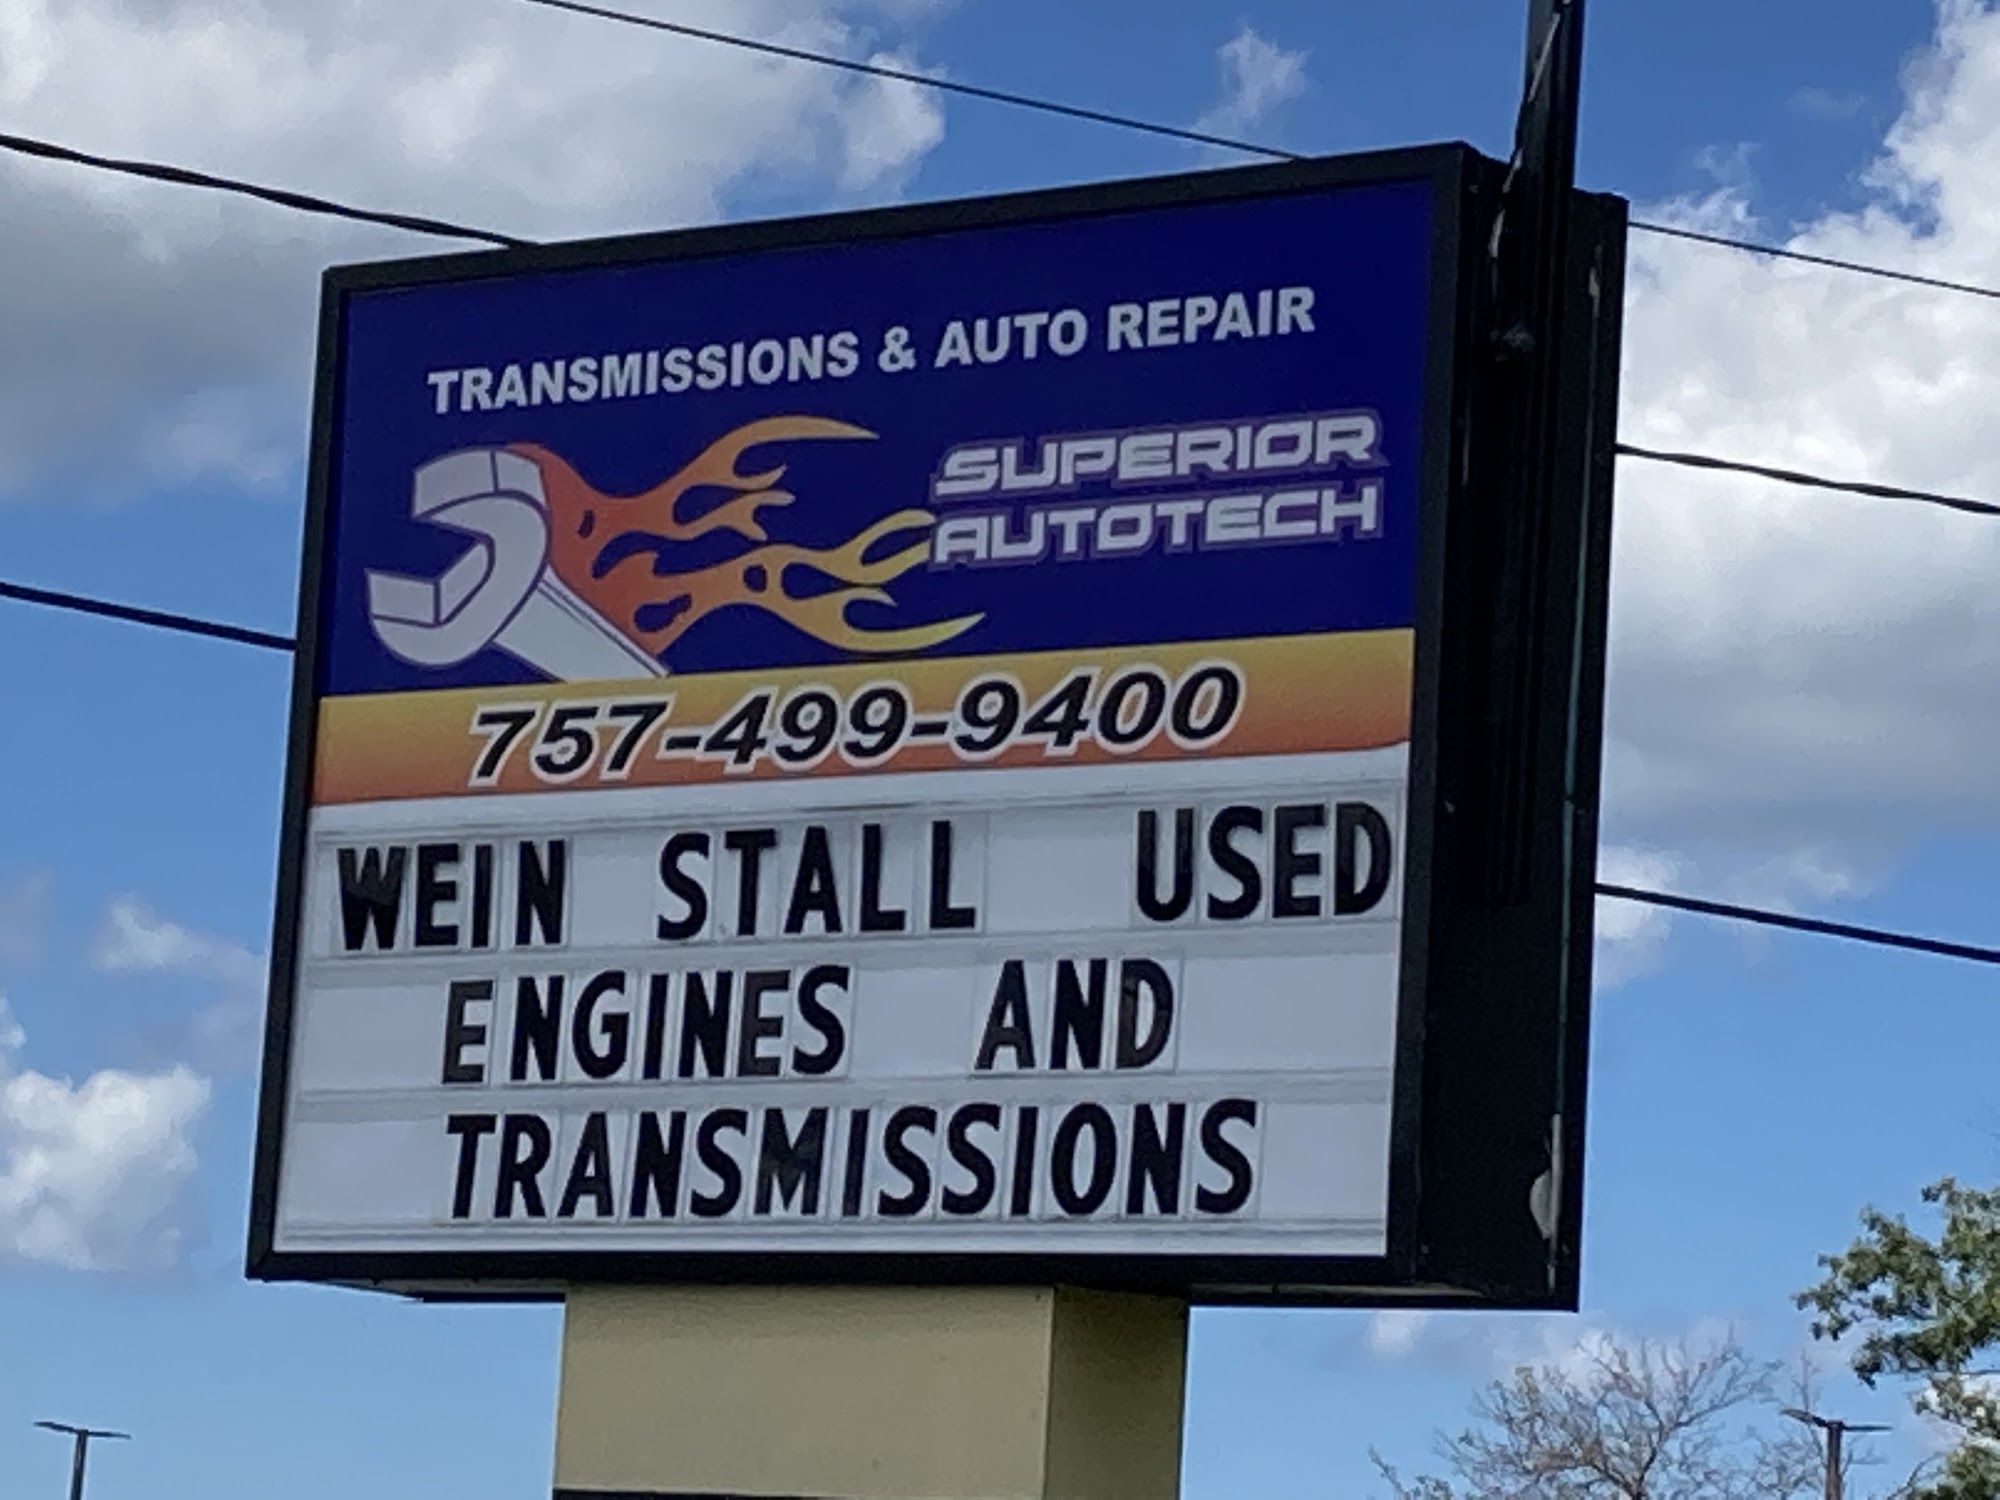 TRANSMISSIONS & AUTO REPAIR
SUPERIOR
AUTOTECH
757-499-9400
WEIN STALL USED
ENGINES AND
TRANSMISSIONS